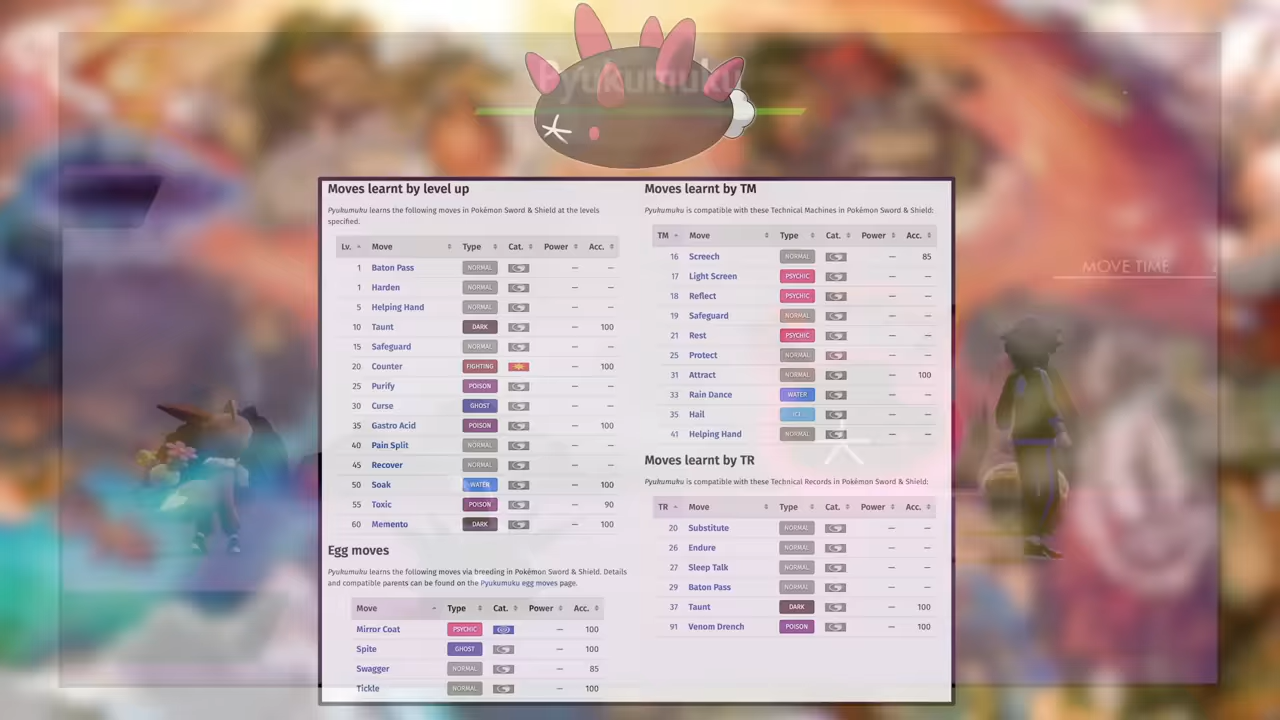 Pyukumuku
MOVE TIME
Moves learnt by level up
Pyukumuku learns the following moves in Pokémon Sword & Shield at the levels
specified.
Lv. Move Type Cat. Power Acc.
1 Baton Pass NORMAL — —
1 Harden NORMAL — —
5 Helping Hand NORMAL — —
10 Taunt DARK — 100
15 Safeguard NORMAL — —
20 Counter FIGHTING — 100
25 Purify POISON — —
30 Curse GHOST — —
35 Gastro Acid POISON — 100
40 Pain Split NORMAL — —
45 Recover NORMAL — —
50 Soak WATER — 100
55 Toxic POISON — 90
60 Memento DARK — 100
Egg moves
Pyukumuku learns the following moves via breeding in Pokémon Sword & Shield. Details
and compatible parents can be found on the Pyukumuku egg moves page.
Move Type Cat. Power Acc.
Mirror Coat PSYCHIC — 100
Spite GHOST — 100
Swagger NORMAL — 85
Tickle NORMAL — 100
Moves learnt by TM
Pyukumuku is compatible with these Technical Machines in Pokémon Sword & Shield:
TM Move Type Cat. Power Acc.
16 Screech NORMAL — 85
17 Light Screen PSYCHIC — —
18 Reflect PSYCHIC — —
19 Safeguard NORMAL — —
21 Rest PSYCHIC — —
25 Protect NORMAL — —
31 Attract NORMAL — 100
33 Rain Dance WATER — —
35 Hail ICE — —
41 Helping Hand NORMAL — —
Moves learnt by TR
Pyukumuku is compatible with these Technical Records in Pokémon Sword & Shield:
TR Move Type Cat. Power Acc.
20 Substitute NORMAL — —
26 Endure NORMAL — —
27 Sleep Talk NORMAL — —
29 Baton Pass NORMAL — —
37 Taunt DARK — 100
91 Venom Drench POISON — 100